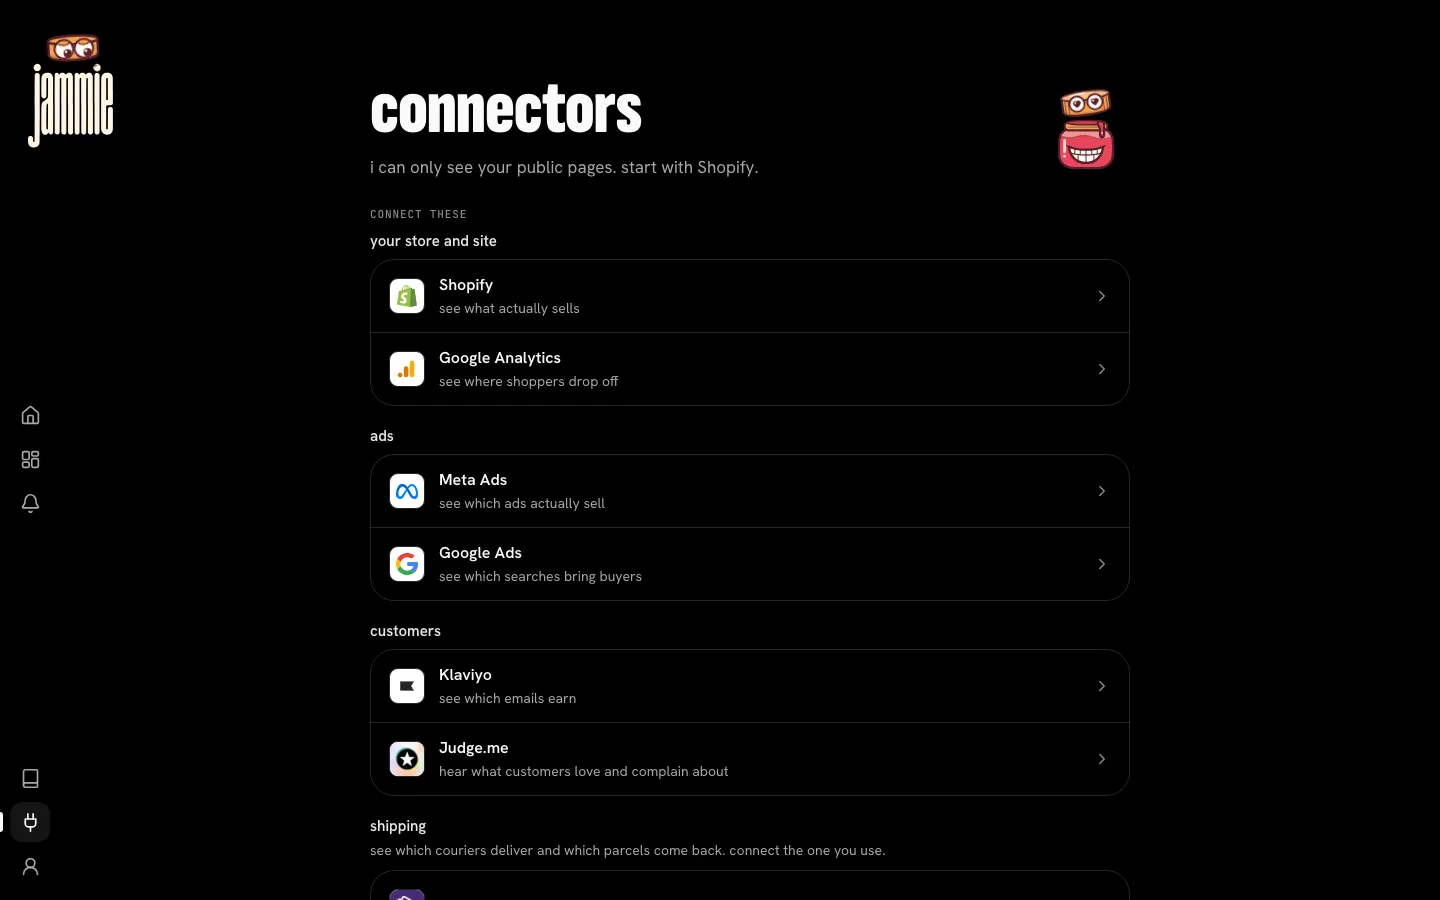 jammie
connectors
i can only see your public pages. start with Shopify.
CONNECT THESE
your store and site
Shopify
see what actually sells
Google Analytics
see where shoppers drop off
ads
Meta Ads
see which ads actually sell
Google Ads
see which searches bring buyers
customers
Klaviyo
see which emails earn
Judge.me
hear what customers love and complain about
shipping
see which couriers deliver and which parcels come back. connect the one you use.